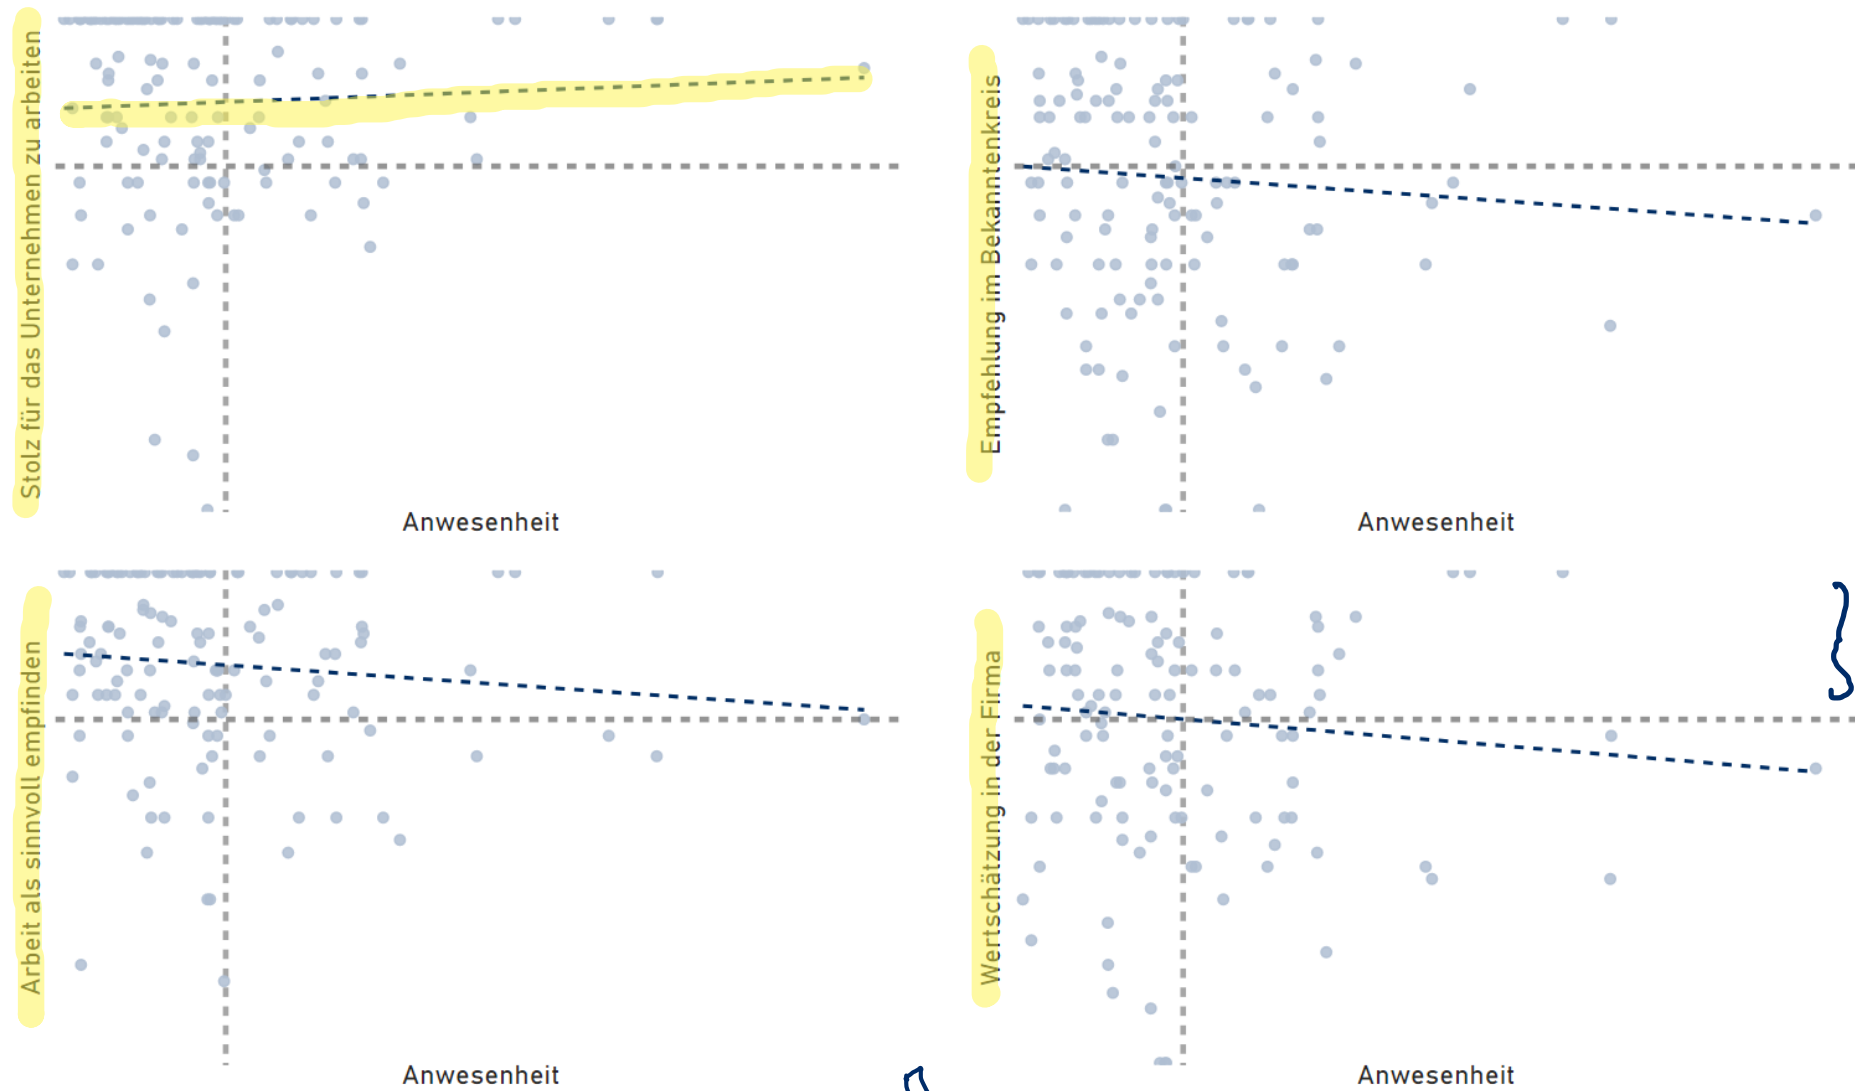 Stolz für das Unternehmen zu arbeiten
Anwesenheit
Empfehlung im Bekanntenkreis
Anwesenheit
Arbeit als sinnvoll empfinden
Anwesenheit
Wertschätzung in der Firma
Anwesenheit